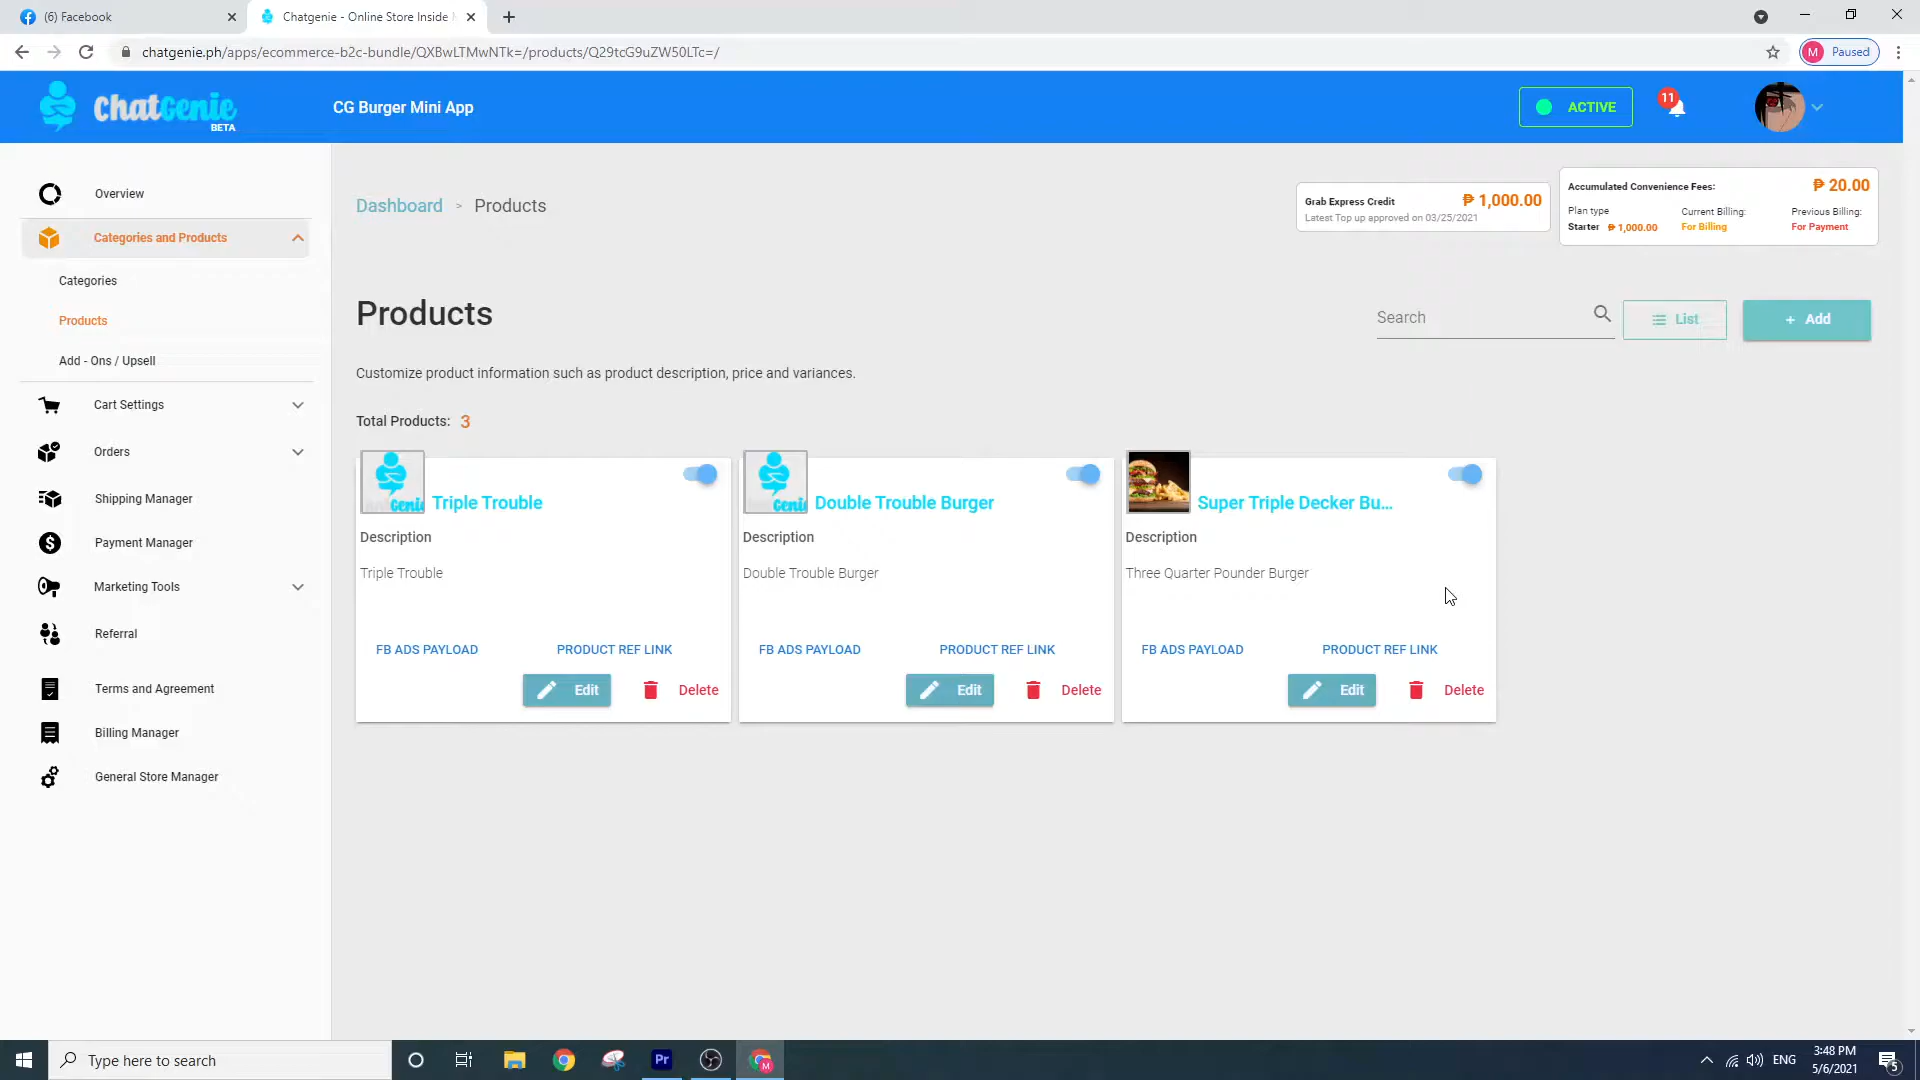 (6) Facebook
Chatgenie - Online Store Inside
chatgenie.ph/apps/ecommerce-b2c-bundle/QXBwLTMwNTk=/products/Q29tcG9uZW50LTc=/
M Paused
ChatGenie
BETA
CG Burger Mini App
ACTIVE
11
Overview
Categories and Products
Categories
Products
Add - Ons / Upsell
Cart Settings
Orders
Shipping Manager
Payment Manager
Marketing Tools
Referral
Terms and Agreement
Billing Manager
General Store Manager
Dashboard > Products
Grab Express Credit ₱ 1,000.00
Latest Top up approved on 03/25/2021
Accumulated Convenience Fees: ₱ 20.00
Plan type Current Billing: Previous Billing:
Starter ₱ 1,000.00 For Billing For Payment
Products
Search
List
+ Add
Customize product information such as product description, price and variances.
Total Products: 3
Triple Trouble
Description
Triple Trouble
FB ADS PAYLOAD PRODUCT REF LINK
Edit Delete
Double Trouble Burger
Description
Double Trouble Burger
FB ADS PAYLOAD PRODUCT REF LINK
Edit Delete
Super Triple Decker Bu...
Description
Three Quarter Pounder Burger
FB ADS PAYLOAD PRODUCT REF LINK
Edit Delete
Type here to search
Pr
M
ENG
3:48 PM
5/6/2021
5